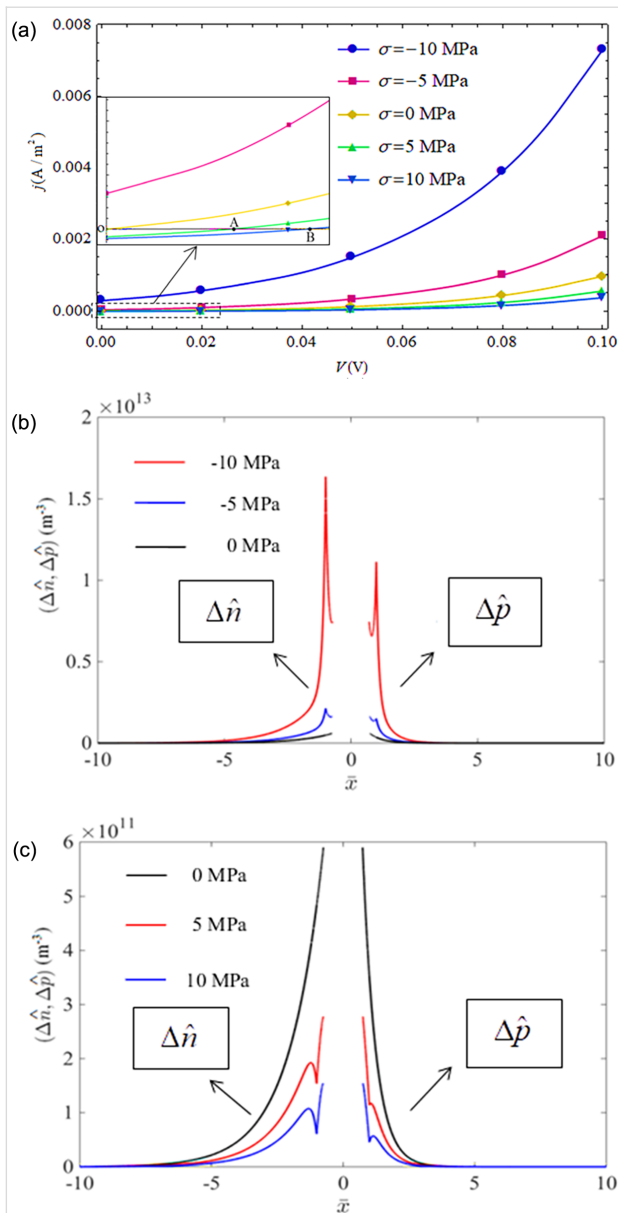 (a)
0.008
0.006
0.004
0.002
0.000
j(A / m²)
σ=−10 MPa
σ=−5 MPa
σ=0 MPa
σ=5 MPa
σ=10 MPa
o
A
B
0.00 0.02 0.04 0.06 0.08 0.10
V(V)
(b)
×10¹³
2
1.5
1
0.5
0
(Δn̂, Δp̂) (m⁻³)
-10 MPa
-5 MPa
0 MPa
Δn̂
Δp̂
-10 -5 0 5 10
x̄
(c)
×10¹¹
6
5
4
3
2
1
0
(Δn̂, Δp̂) (m⁻³)
0 MPa
5 MPa
10 MPa
Δn̂
Δp̂
-10 -5 0 5 10
x̄